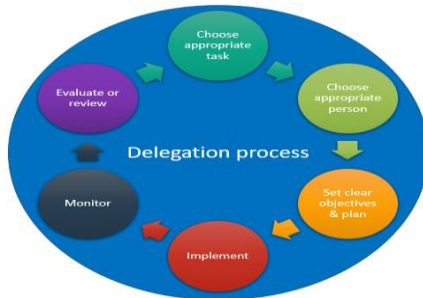 Choose
appropriate
task
Choose
appropriate
person
Set clear
objectives
& plan
Implement
Monitor
Evaluate or
review
Delegation process